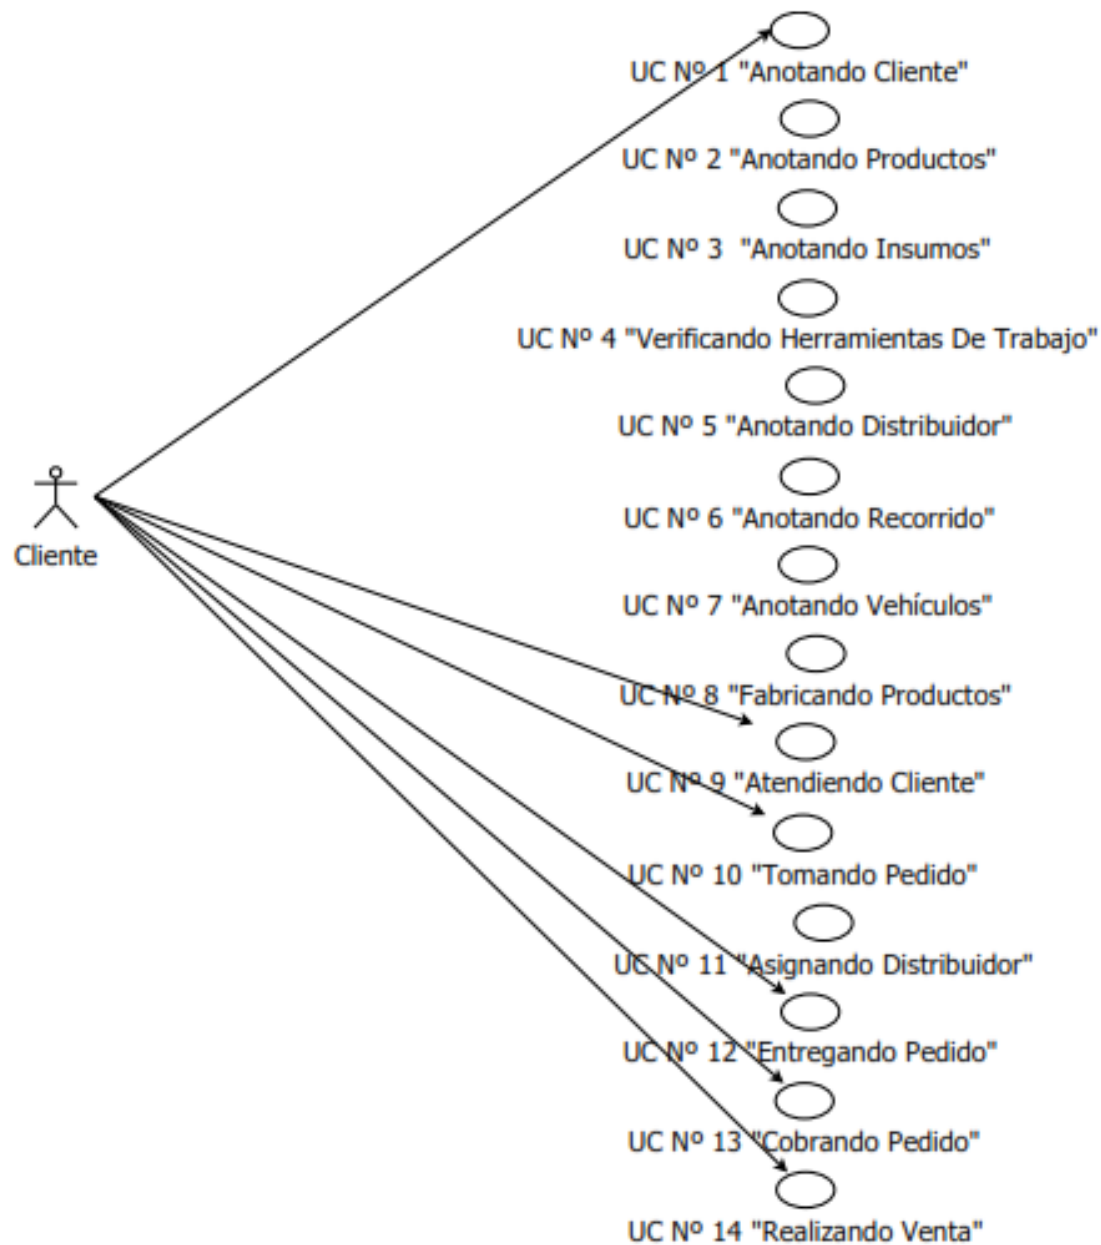 UC Nº 1 "Anotando Cliente"
UC Nº 2 "Anotando Productos"
UC Nº 3  "Anotando Insumos"
UC Nº 4 "Verificando Herramientas De Trabajo"
UC Nº 5 "Anotando Distribuidor"
UC Nº 6 "Anotando Recorrido"
Cliente
UC Nº 7 "Anotando Vehículos"
UC Nº 8 "Fabricando Productos"
UC Nº 9 "Atendiendo Cliente"
UC Nº 10 "Tomando Pedido"
UC Nº 11 "Asignando Distribuidor"
UC Nº 12 "Entregando Pedido"
UC Nº 13 "Cobrando Pedido"
UC Nº 14 "Realizando Venta"